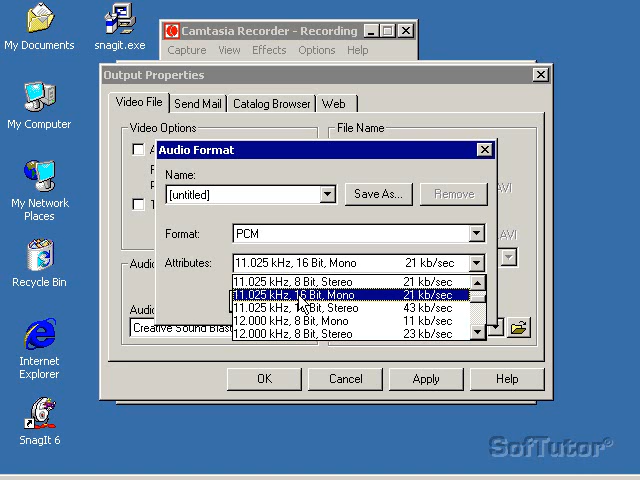 My Documents
snagit.exe
Camtasia Recorder - Recording
Capture View Effects Options Help
Output Properties
Video File Send Mail Catalog Browser Web
Video Options
File Name
Audio Format
AVI
AVI
Name:
[untitled]
Save As...
Remove
Format:
PCM
Attributes:
11.025 kHz, 16 Bit, Mono 21 kb/sec
11.025 kHz, 8 Bit, Stereo 21 kb/sec
11.025 kHz, 16 Bit, Mono 21 kb/sec
11.025 kHz, Bit, Stereo 43 kb/sec
12.000 kHz, 8 Bit, Mono 11 kb/sec
12.000 kHz, 8 Bit, Stereo 23 kb/sec
Audio
Audio
Creative Sound Blast
OK
Cancel
Apply
Help
My Computer
My Network
Places
Recycle Bin
Internet
Explorer
SnagIt 6
SofTutor®